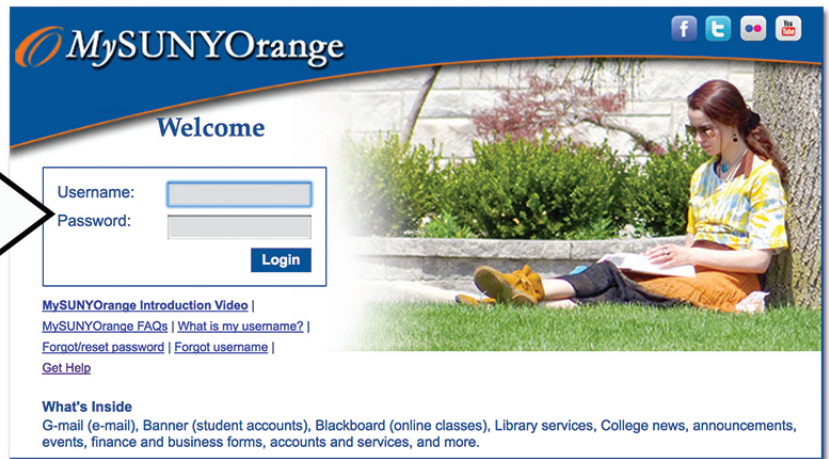 MySUNYOrange
f t You Tube
Welcome
Username:
Password:
Login
MySUNYOrange Introduction Video |
MySUNYOrange FAQs | What is my username? |
Forgot/reset password | Forgot username |
Get Help
What's Inside
G-mail (e-mail), Banner (student accounts), Blackboard (online classes), Library services, College news, announcements,
events, finance and business forms, accounts and services, and more.